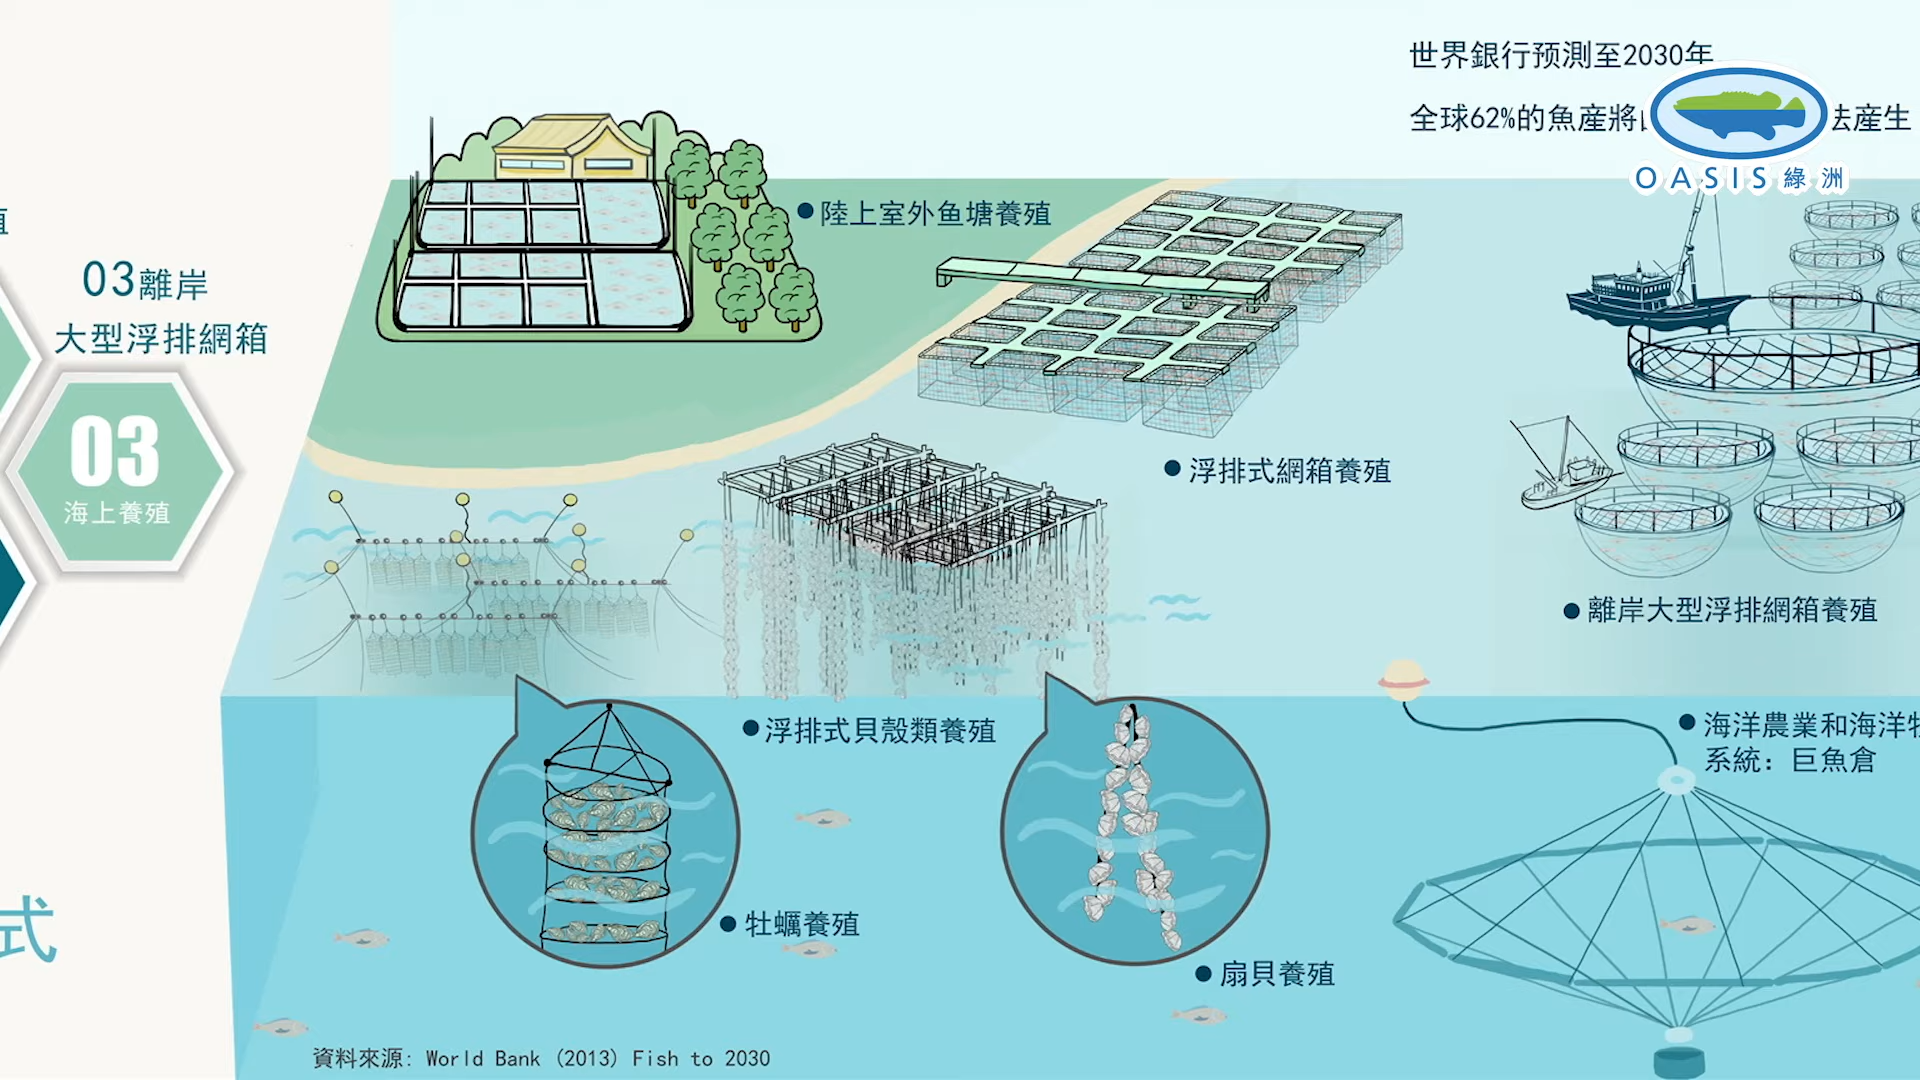 世界銀行预測至2030年
全球62%的魚産將
法産生
OASIS 綠洲
陸上室外鱼塘養殖
03離岸
大型浮排網箱
03
海上養殖
浮排式網箱養殖
離岸大型浮排網箱養殖
浮排式貝殼類養殖
海洋農業和海洋牧
系統：巨魚倉
牡蠣養殖
扇貝養殖
式
資料來源: World Bank (2013) Fish to 2030